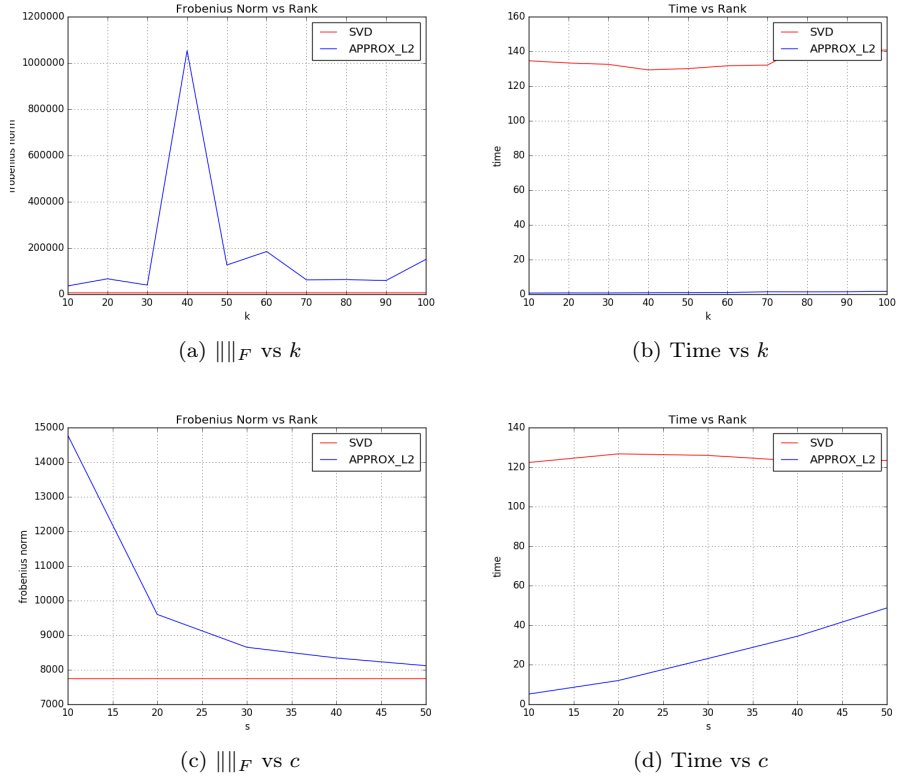 Frobenius Norm vs Rank
1200000
1000000
800000
600000
400000
200000
0
frobenius norm
10 20 30 40 50 60 70 80 90 100
k
SVD
APPROX_L2
(a) ‖‖F vs k
Time vs Rank
160
140
120
100
80
60
40
20
0
time
10 20 30 40 50 60 70 80 90 100
k
SVD
APPROX_L2
(b) Time vs k
Frobenius Norm vs Rank
15000
14000
13000
12000
11000
10000
9000
8000
7000
frobenius norm
10 15 20 25 30 35 40 45 50
s
SVD
APPROX_L2
(c) ‖‖F vs c
Time vs Rank
140
120
100
80
60
40
20
0
time
10 15 20 25 30 35 40 45 50
s
SVD
APPROX_L2
(d) Time vs c